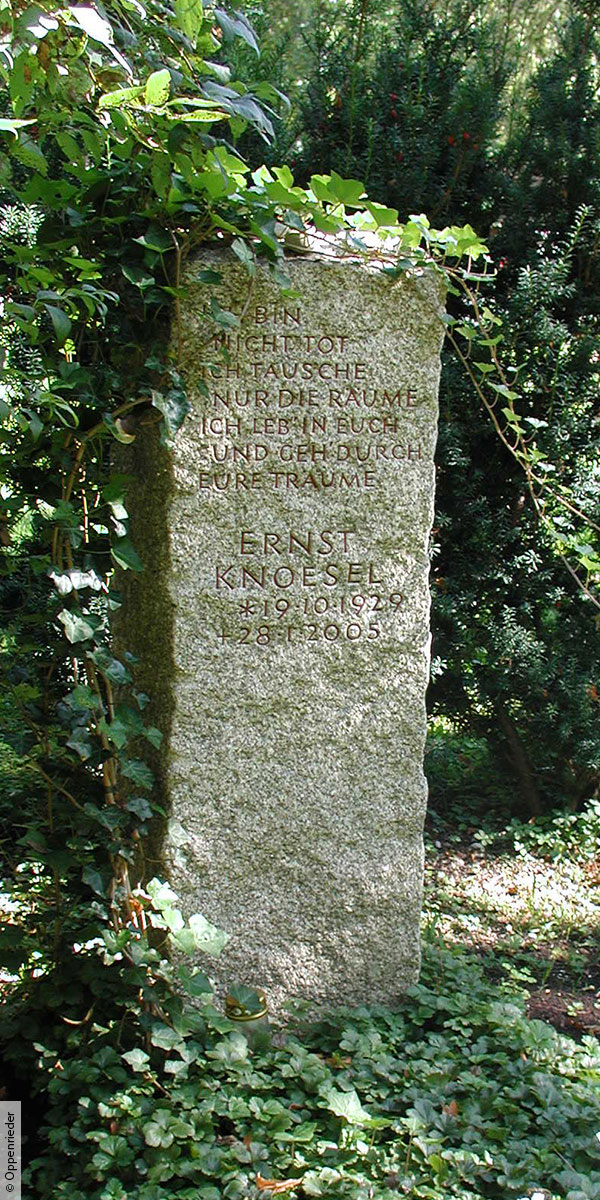 BIN
NICHT TOT
ICH TAUSCHE
NUR DIE RÄUME
ICH LEB' IN EUCH
UND GEH DURCH
EURE TRÄUME
ERNST
KNOESEL
*19·10·1929
+28·1·2005
© Oppenrieder